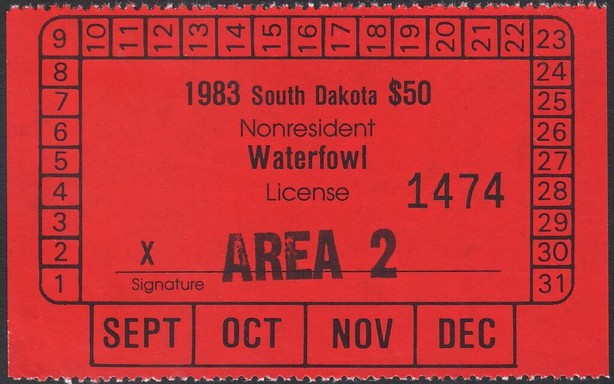 9 10 11 12 13 14 15 16 17 18 19 20 21 22 23
8 24
7 25
6 26
5 27
4 28
3 29
2 30
1 31
1983 South Dakota $50
Nonresident
Waterfowl
License
1474
X AREA 2
Signature
SEPT OCT NOV DEC